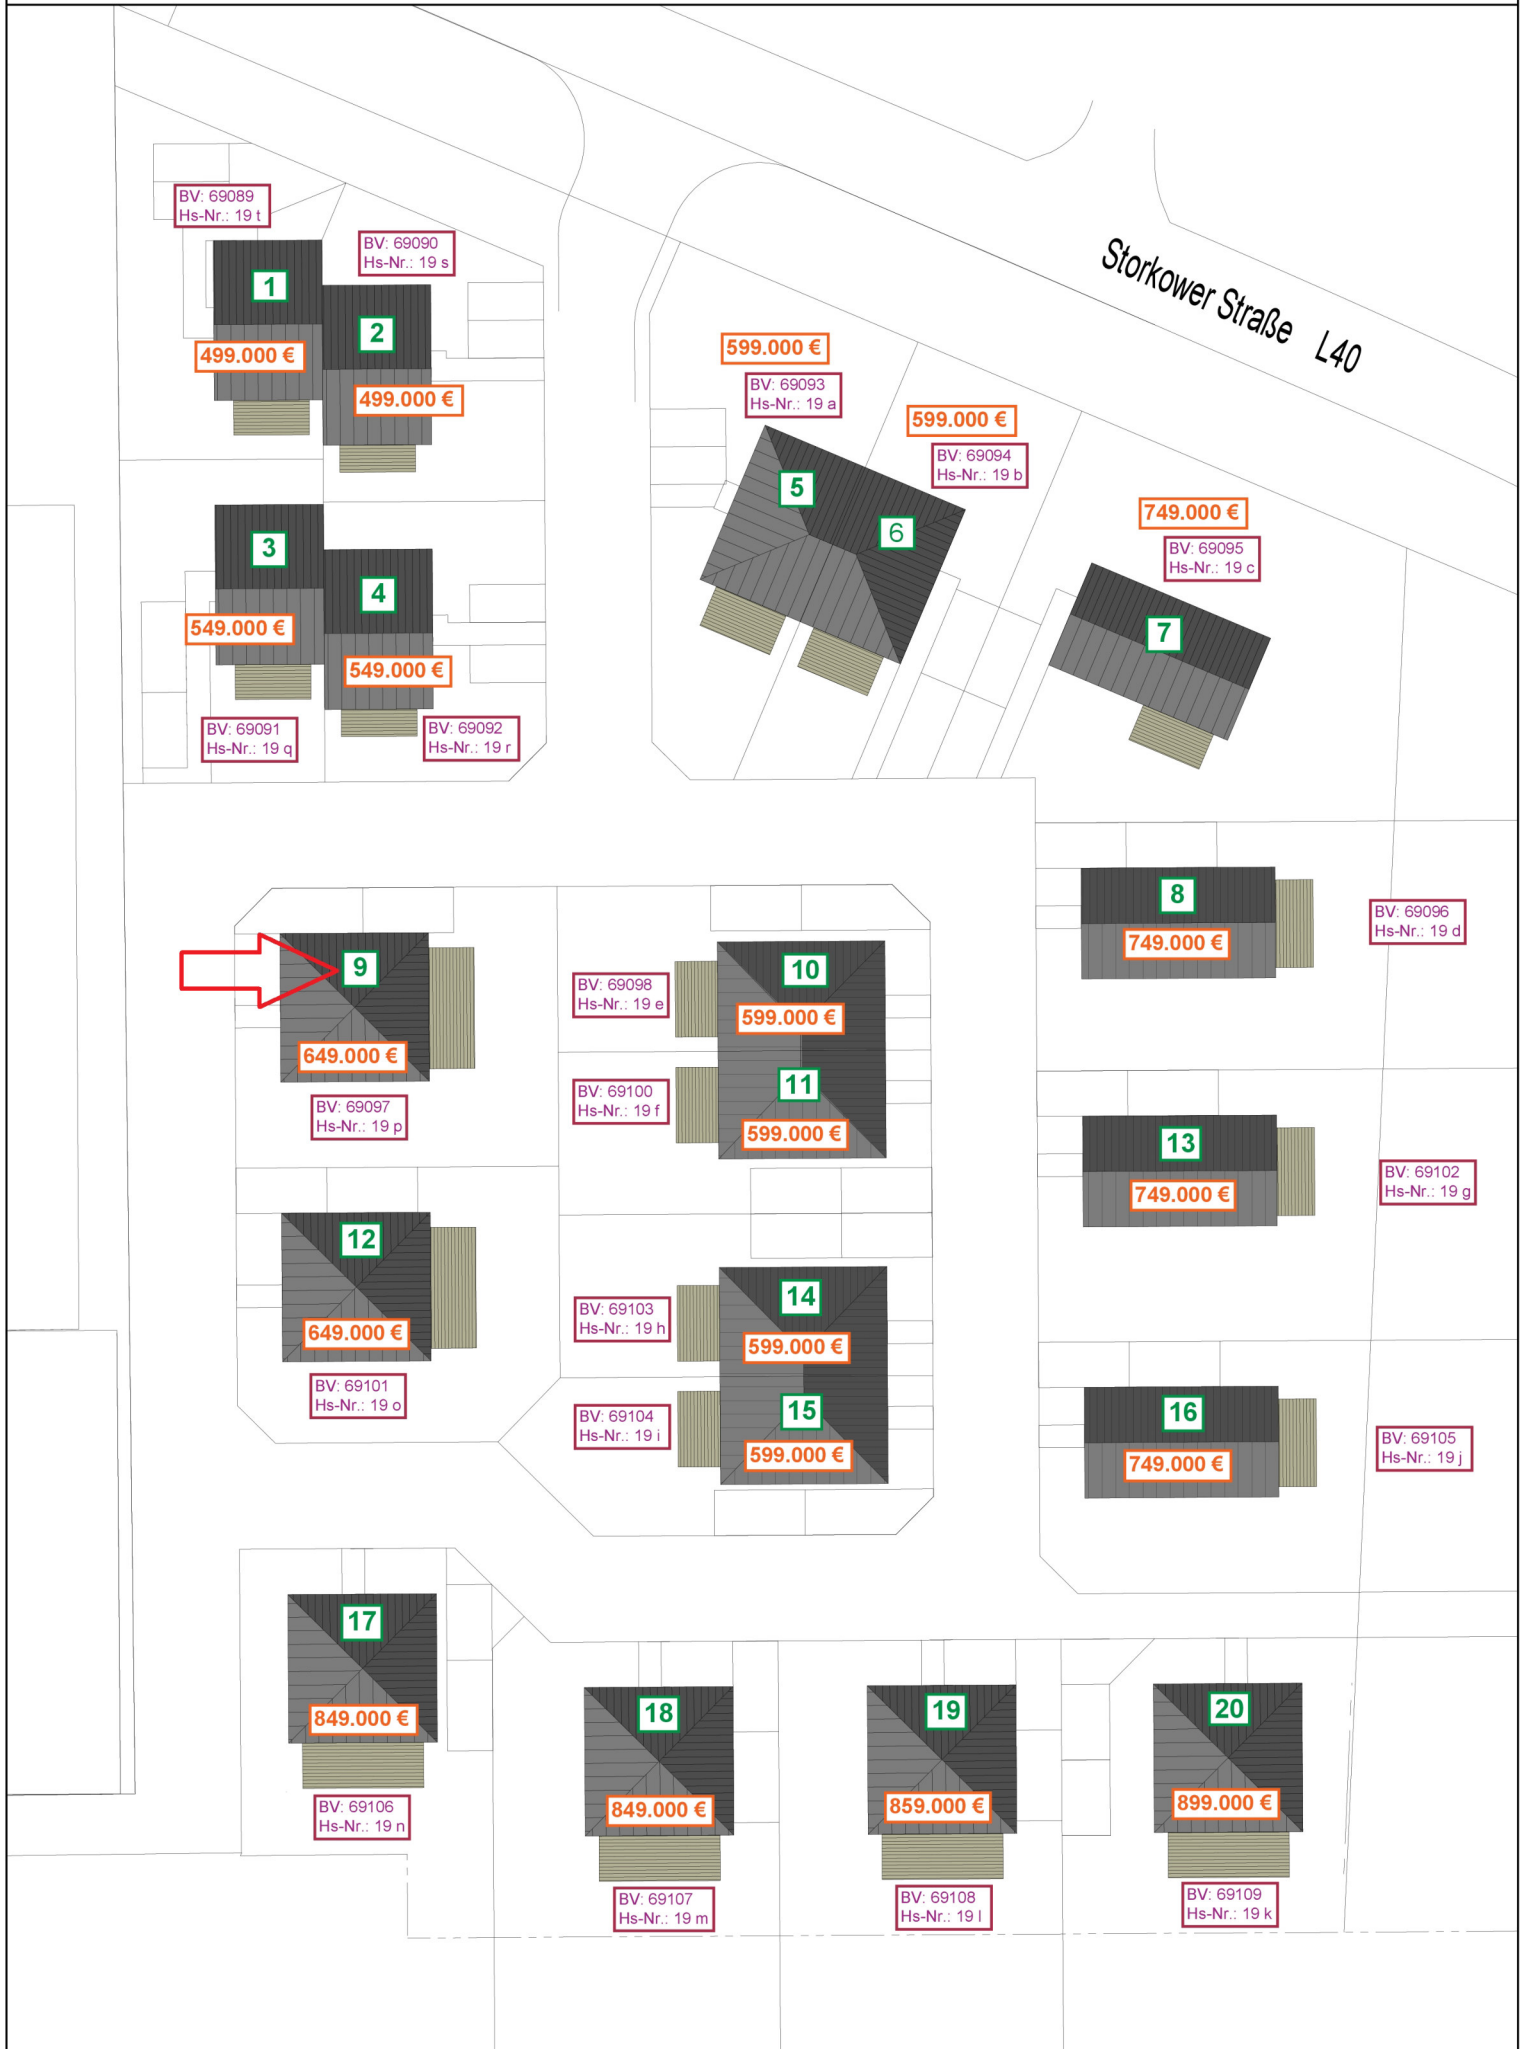 BV: 69089
Hs-Nr.: 19 t
1
499.000 €
BV: 69090
Hs-Nr.: 19 s
2
499.000 €
Storkower Straße L40
599.000 €
BV: 69093
Hs-Nr.: 19 a
5
599.000 €
BV: 69094
Hs-Nr.: 19 b
6
749.000 €
BV: 69095
Hs-Nr.: 19 c
7
3
549.000 €
BV: 69091
Hs-Nr.: 19 q
4
549.000 €
BV: 69092
Hs-Nr.: 19 r
8
749.000 €
BV: 69096
Hs-Nr.: 19 d
9
649.000 €
BV: 69097
Hs-Nr.: 19 p
BV: 69098
Hs-Nr.: 19 e
10
599.000 €
BV: 69100
Hs-Nr.: 19 f
11
599.000 €
13
749.000 €
BV: 69102
Hs-Nr.: 19 g
12
649.000 €
BV: 69101
Hs-Nr.: 19 o
BV: 69103
Hs-Nr.: 19 h
14
599.000 €
BV: 69104
Hs-Nr.: 19 i
15
599.000 €
16
749.000 €
BV: 69105
Hs-Nr.: 19 j
17
849.000 €
BV: 69106
Hs-Nr.: 19 n
18
849.000 €
BV: 69107
Hs-Nr.: 19 m
19
859.000 €
BV: 69108
Hs-Nr.: 19 l
20
899.000 €
BV: 69109
Hs-Nr.: 19 k